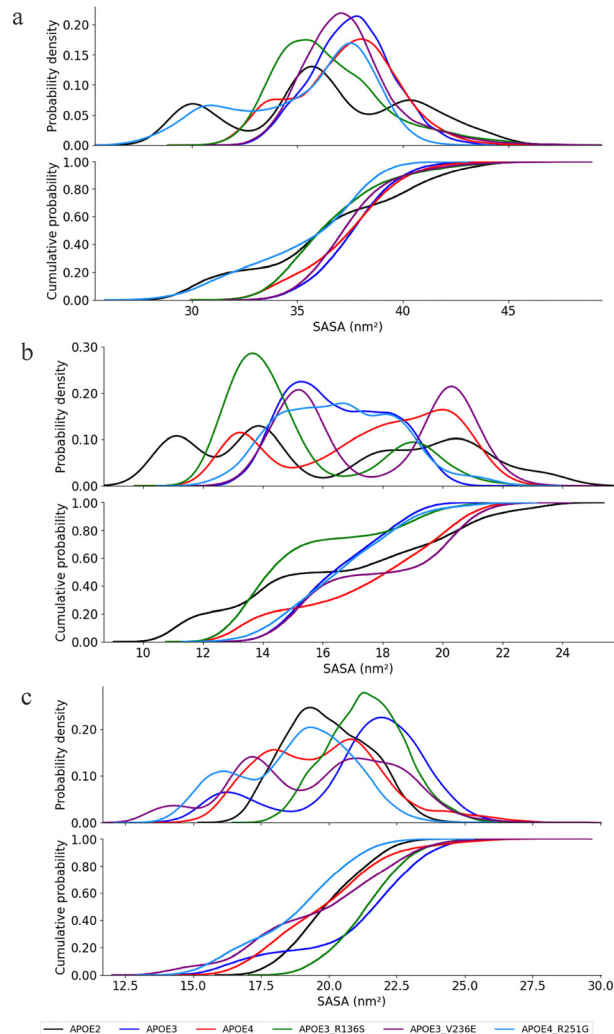 a
Probability density
0.20
0.15
0.10
0.05
0.00
Cumulative probability
1.00
0.80
0.60
0.40
0.20
0.00
30 35 40 45
SASA (nm²)
b
Probability density
0.30
0.20
0.10
0.00
Cumulative probability
1.00
0.80
0.60
0.40
0.20
0.00
10 12 14 16 18 20 22 24
SASA (nm²)
c
Probability density
0.20
0.10
0.00
Cumulative probability
1.00
0.80
0.60
0.40
0.20
0.00
12.5 15.0 17.5 20.0 22.5 25.0 27.5 30.0
SASA (nm²)
APOE2 APOE3 APOE4 APOE3_R136S APOE3_V236E APOE4_R251G